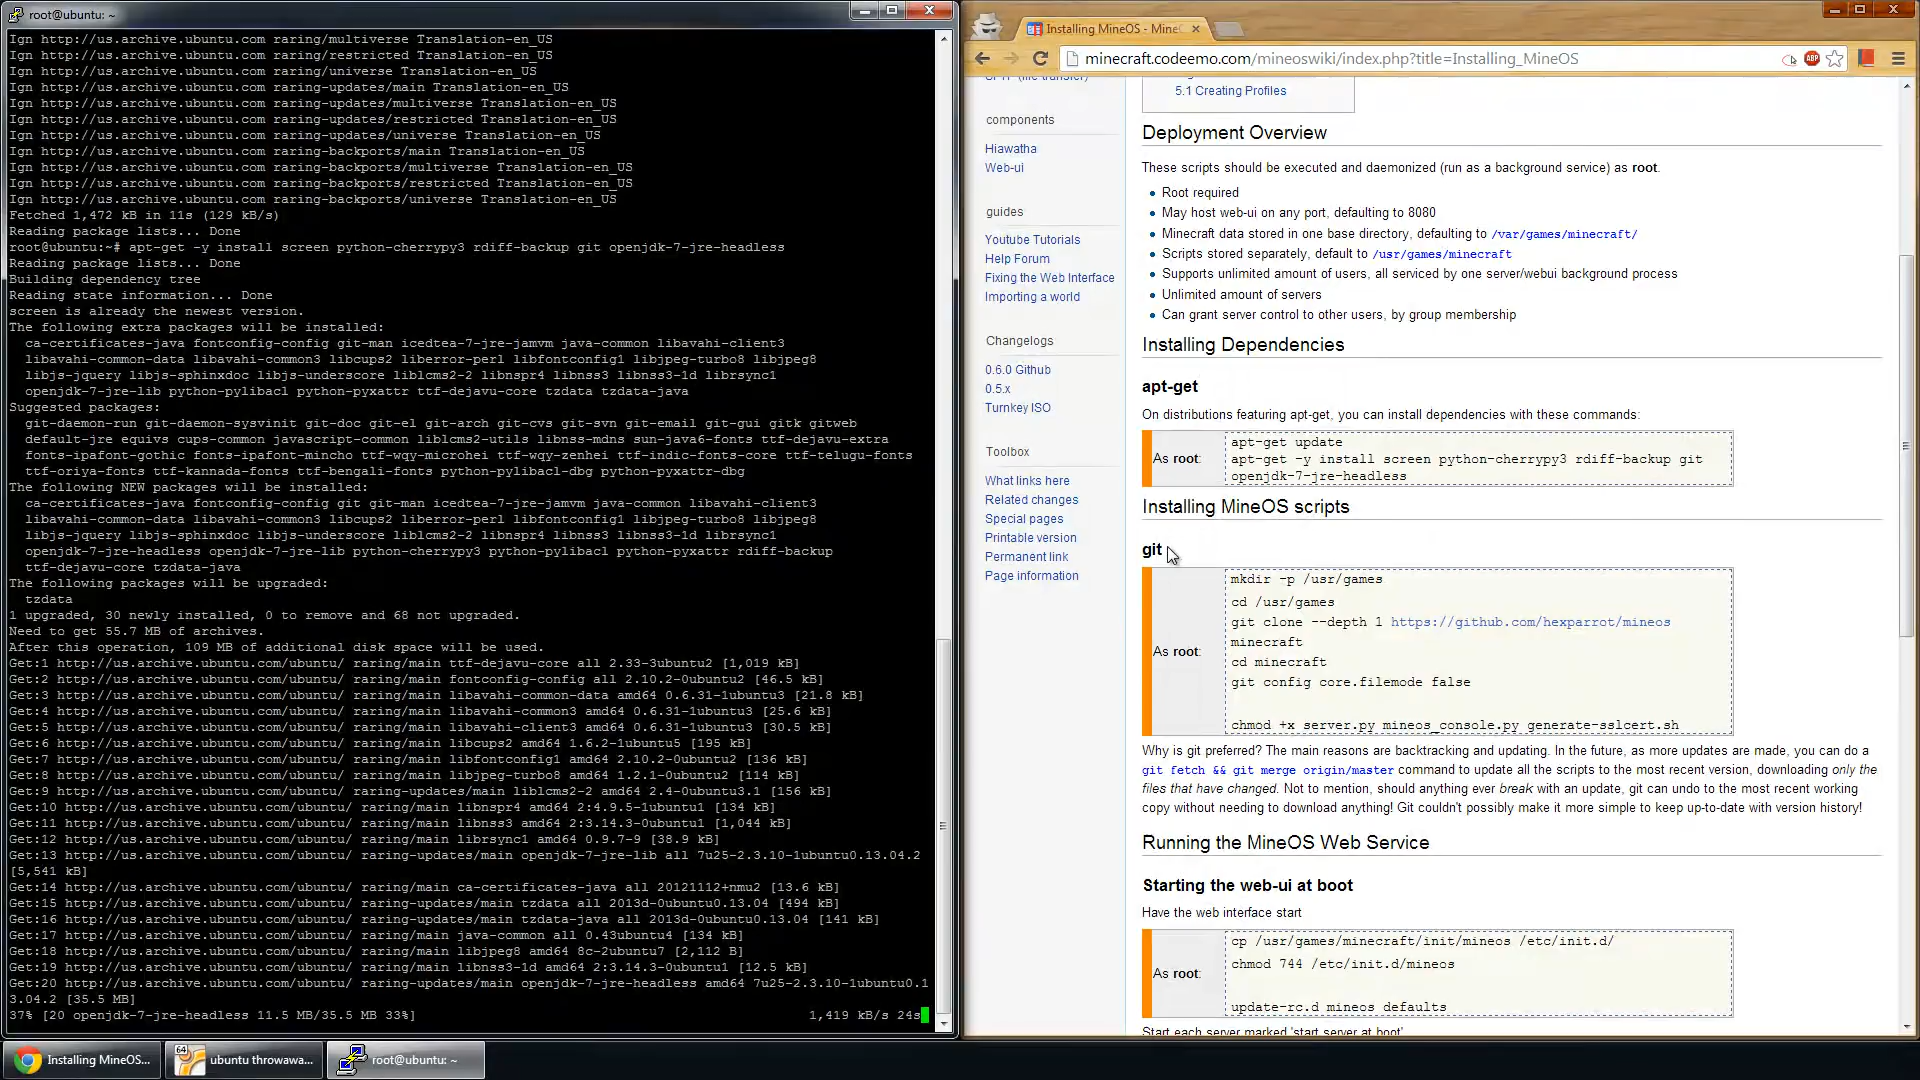 root@ubuntu: ~
Ign http://us.archive.ubuntu.com raring/multiverse Translation-en_US
Ign http://us.archive.ubuntu.com raring/restricted Translation-en_US
Ign http://us.archive.ubuntu.com raring/universe Translation-en_US
Ign http://us.archive.ubuntu.com raring-updates/main Translation-en_US
Ign http://us.archive.ubuntu.com raring-updates/multiverse Translation-en_US
Ign http://us.archive.ubuntu.com raring-updates/restricted Translation-en_US
Ign http://us.archive.ubuntu.com raring-updates/universe Translation-en_US
Ign http://us.archive.ubuntu.com raring-backports/main Translation-en_US
Ign http://us.archive.ubuntu.com raring-backports/multiverse Translation-en_US
Ign http://us.archive.ubuntu.com raring-backports/restricted Translation-en_US
Ign http://us.archive.ubuntu.com raring-backports/universe Translation-en_US
Fetched 1,472 kB in 11s (129 kB/s)
Reading package lists... Done
root@ubuntu:~# apt-get -y install screen python-cherrypy3 rdiff-backup git openjdk-7-jre-headless
Reading package lists... Done
Building dependency tree
Reading state information... Done
screen is already the newest version.
The following extra packages will be installed:
ca-certificates-java fontconfig-config git-man icedtea-7-jre-jamvm java-common libavahi-client3
libavahi-common-data libavahi-common3 libcups2 liberror-perl libfontconfig1 libjpeg-turbo8 libjpeg8
libjs-jquery libjs-sphinxdoc libjs-underscore liblcms2-2 libnspr4 libnss3 libnss3-1d librsync1
openjdk-7-jre-lib python-pylibacl python-pyxattr ttf-dejavu-core tzdata tzdata-java
Suggested packages:
git-daemon-run git-daemon-sysvinit git-doc git-el git-arch git-cvs git-svn git-email git-gui gitk gitweb
default-jre equivs cups-common javascript-common liblcms2-utils libnss-mdns sun-java6-fonts ttf-dejavu-extra
fonts-ipafont-gothic fonts-ipafont-mincho ttf-wqy-microhei ttf-wqy-zenhei ttf-indic-fonts-core ttf-telugu-fonts
ttf-oriya-fonts ttf-kannada-fonts ttf-bengali-fonts python-pylibacl-dbg python-pyxattr-dbg
The following NEW packages will be installed:
ca-certificates-java fontconfig-config git git-man icedtea-7-jre-jamvm java-common libavahi-client3
libavahi-common-data libavahi-common3 libcups2 liberror-perl libfontconfig1 libjpeg-turbo8 libjpeg8
libjs-jquery libjs-sphinxdoc libjs-underscore liblcms2-2 libnspr4 libnss3 libnss3-1d librsync1
openjdk-7-jre-headless openjdk-7-jre-lib python-cherrypy3 python-pylibacl python-pyxattr rdiff-backup
ttf-dejavu-core tzdata-java
The following packages will be upgraded:
tzdata
1 upgraded, 30 newly installed, 0 to remove and 68 not upgraded.
Need to get 55.7 MB of archives.
After this operation, 109 MB of additional disk space will be used.
Get:1 http://us.archive.ubuntu.com/ubuntu/ raring/main ttf-dejavu-core all 2.33-3ubuntu2 [1,019 kB]
Get:2 http://us.archive.ubuntu.com/ubuntu/ raring/main fontconfig-config all 2.10.2-0ubuntu2 [46.5 kB]
Get:3 http://us.archive.ubuntu.com/ubuntu/ raring/main libavahi-common-data amd64 0.6.31-1ubuntu3 [21.8 kB]
Get:4 http://us.archive.ubuntu.com/ubuntu/ raring/main libavahi-common3 amd64 0.6.31-1ubuntu3 [25.6 kB]
Get:5 http://us.archive.ubuntu.com/ubuntu/ raring/main libavahi-client3 amd64 0.6.31-1ubuntu3 [30.5 kB]
Get:6 http://us.archive.ubuntu.com/ubuntu/ raring/main libcups2 amd64 1.6.2-1ubuntu5 [195 kB]
Get:7 http://us.archive.ubuntu.com/ubuntu/ raring/main libfontconfig1 amd64 2.10.2-0ubuntu2 [136 kB]
Get:8 http://us.archive.ubuntu.com/ubuntu/ raring/main libjpeg-turbo8 amd64 1.2.1-0ubuntu2 [114 kB]
Get:9 http://us.archive.ubuntu.com/ubuntu/ raring-updates/main liblcms2-2 amd64 2.4-0ubuntu3.1 [156 kB]
Get:10 http://us.archive.ubuntu.com/ubuntu/ raring/main libnspr4 amd64 2:4.9.5-1ubuntu1 [134 kB]
Get:11 http://us.archive.ubuntu.com/ubuntu/ raring/main libnss3 amd64 2:3.14.3-0ubuntu1 [1,044 kB]
Get:12 http://us.archive.ubuntu.com/ubuntu/ raring/main librsync1 amd64 0.9.7-9 [38.9 kB]
Get:13 http://us.archive.ubuntu.com/ubuntu/ raring-updates/main openjdk-7-jre-lib all 7u25-2.3.10-1ubuntu0.13.04.2
[5,541 kB]
Get:14 http://us.archive.ubuntu.com/ubuntu/ raring/main ca-certificates-java all 20121112+nmu2 [13.6 kB]
Get:15 http://us.archive.ubuntu.com/ubuntu/ raring-updates/main tzdata all 2013d-0ubuntu0.13.04 [494 kB]
Get:16 http://us.archive.ubuntu.com/ubuntu/ raring-updates/main tzdata-java all 2013d-0ubuntu0.13.04 [141 kB]
Get:17 http://us.archive.ubuntu.com/ubuntu/ raring/main java-common all 0.43ubuntu4 [134 kB]
Get:18 http://us.archive.ubuntu.com/ubuntu/ raring/main libjpeg8 amd64 8c-2ubuntu7 [2,112 B]
Get:19 http://us.archive.ubuntu.com/ubuntu/ raring/main libnss3-1d amd64 2:3.14.3-0ubuntu1 [12.5 kB]
Get:20 http://us.archive.ubuntu.com/ubuntu/ raring-updates/main openjdk-7-jre-headless amd64 7u25-2.3.10-1ubuntu0.1
3.04.2 [35.5 MB]
37% [20 openjdk-7-jre-headless 11.5 MB/35.5 MB 33%] 1,419 kB/s 24s
Installing MineOS - Mine
minecraft.codeemo.com/mineoswiki/index.php?title=Installing_MineOS
ABP
components
Hiawatha
Web-ui
guides
Youtube Tutorials
Help Forum
Fixing the Web Interface
Importing a world
Changelogs
0.6.0 Github
0.5.x
Turnkey ISO
Toolbox
What links here
Related changes
Special pages
Printable version
Permanent link
Page information
5.1 Creating Profiles
Deployment Overview
These scripts should be executed and daemonized (run as a background service) as root.
Root required
May host web-ui on any port, defaulting to 8080
Minecraft data stored in one base directory, defaulting to /var/games/minecraft/
Scripts stored separately, default to /usr/games/minecraft
Supports unlimited amount of users, all serviced by one server/webui background process
Unlimited amount of servers
Can grant server control to other users, by group membership
Installing Dependencies
apt-get
On distributions featuring apt-get, you can install dependencies with these commands:
As root:
apt-get update
apt-get -y install screen python-cherrypy3 rdiff-backup git
openjdk-7-jre-headless
Installing MineOS scripts
git
As root:
mkdir -p /usr/games
cd /usr/games
git clone --depth 1 https://github.com/hexparrot/mineos
minecraft
cd minecraft
git config core.filemode false
chmod +x server.py mineos_console.py generate-sslcert.sh
Why is git preferred? The main reasons are backtracking and updating. In the future, as more updates are made, you can do a
git fetch && git merge origin/master command to update all the scripts to the most recent version, downloading only the
files that have changed. Not to mention, should anything ever break with an update, git can undo to the most recent working
copy without needing to download anything! Git couldn't possibly make it more simple to keep up-to-date with version history!
Running the MineOS Web Service
Starting the web-ui at boot
Have the web interface start
As root:
cp /usr/games/minecraft/init/mineos /etc/init.d/
chmod 744 /etc/init.d/mineos
update-rc.d mineos defaults
Start each server marked 'start server at boot'
Installing MineOS...
64
ubuntu throwawa...
root@ubuntu: ~